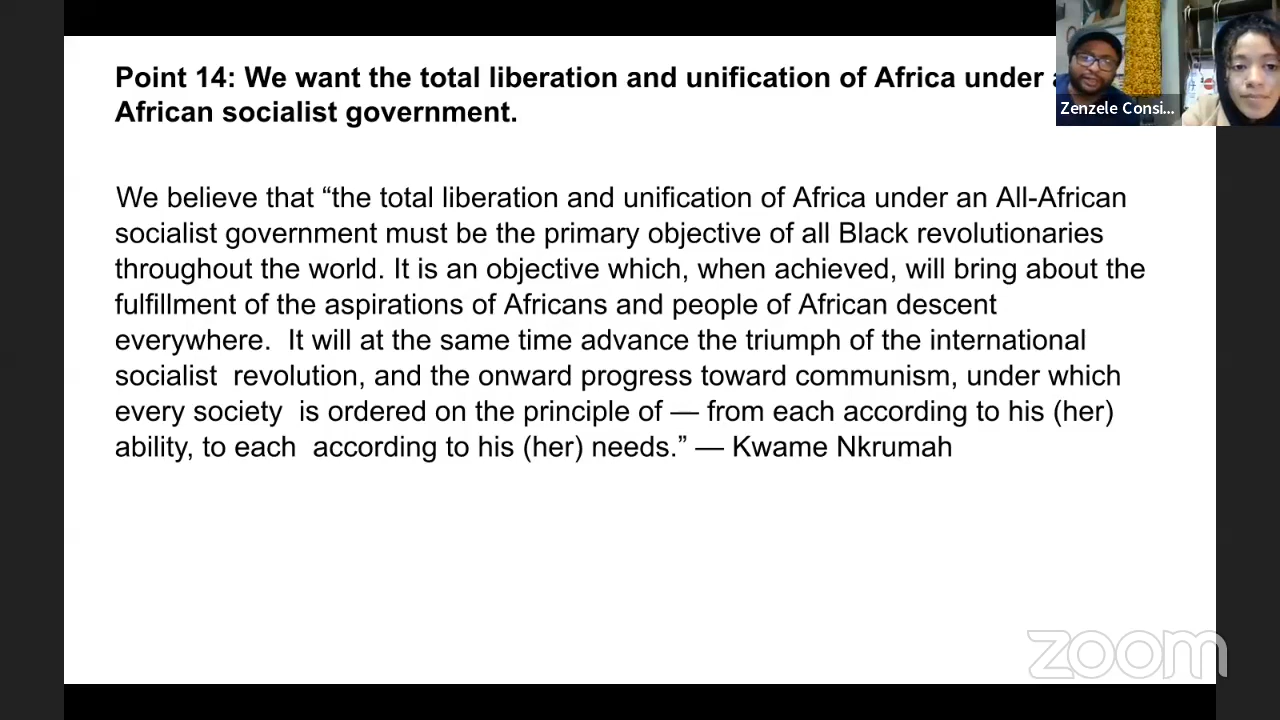 Point 14: We want the total liberation and unification of Africa under
African socialist government.
Zenzele Consi...
We believe that “the total liberation and unification of Africa under an All-African
socialist government must be the primary objective of all Black revolutionaries
throughout the world. It is an objective which, when achieved, will bring about the
fulfillment of the aspirations of Africans and people of African descent
everywhere.  It will at the same time advance the triumph of the international
socialist  revolution, and the onward progress toward communism, under which
every society  is ordered on the principle of — from each according to his (her)
ability, to each  according to his (her) needs.” — Kwame Nkrumah
zoom